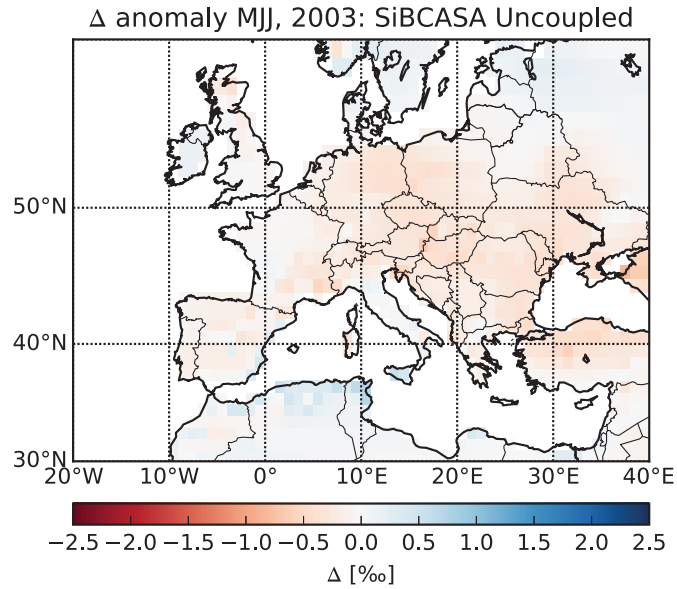 Δ anomaly MJJ, 2003: SiBCASA Uncoupled
50°N
40°N
30°N
20°W 10°W 0° 10°E 20°E 30°E 40°E
−2.5 −2.0 −1.5 −1.0 −0.5 0.0 0.5 1.0 1.5 2.0 2.5
Δ [‰]